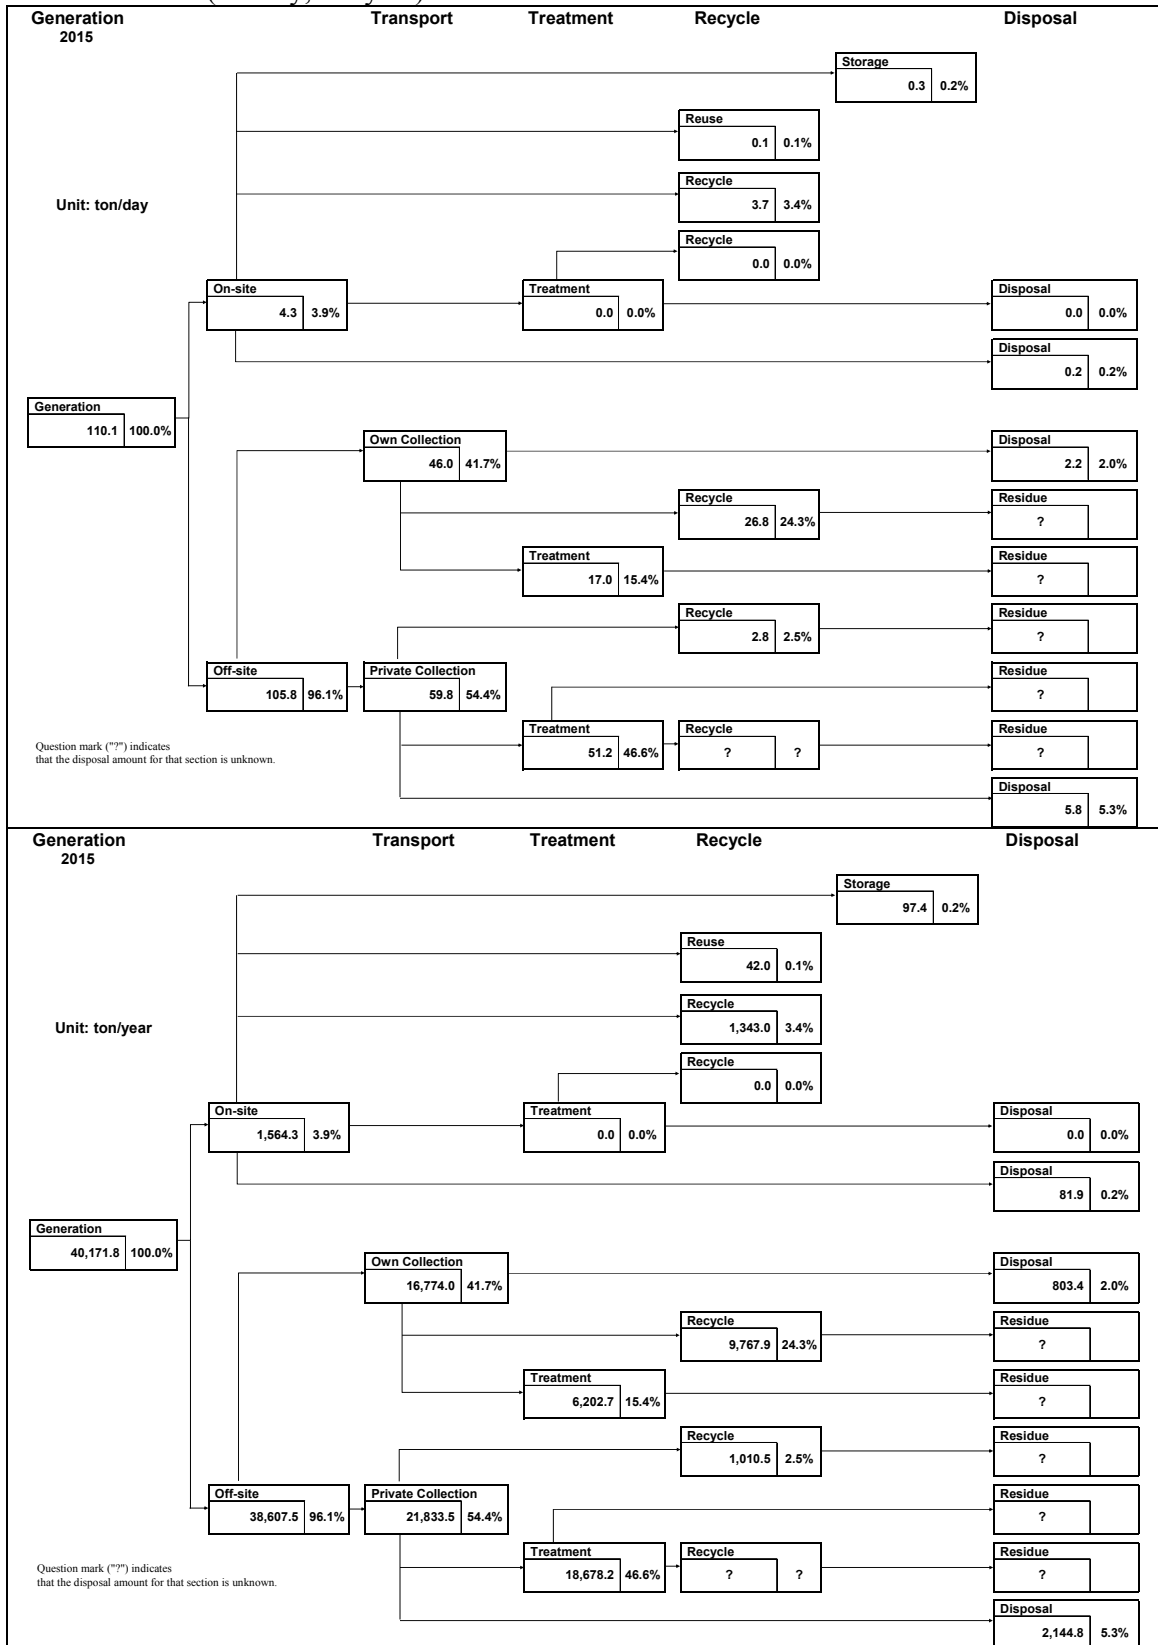 Generation Transport Treatment Recycle Disposal
2015
Storage
0.3 0.2%
Reuse
0.1 0.1%
Recycle
Unit: ton/day 3.7 3.4%
Recycle
0.0 0.0%
On-site Treatment Disposal
4.3 3.9% 0.0 0.0% 0.0 0.0%
Disposal
0.2 0.2%
Generation
110.1 100.0%
Own Collection Disposal
46.0 41.7% 2.2 2.0%
Recycle Residue
26.8 24.3% ?
Treatment Residue
17.0 15.4% ?
Recycle Residue
2.8 2.5% ?
Off-site Private Collection Residue
105.8 96.1% 59.8 54.4% ?
Treatment Recycle Residue
51.2 46.6% ? ? ?
Question mark ("?") indicates
that the disposal amount for that section is unknown.
Disposal
5.8 5.3%
Generation Transport Treatment Recycle Disposal
2015
Storage
97.4 0.2%
Reuse
42.0 0.1%
Recycle
Unit: ton/year 1,343.0 3.4%
Recycle
0.0 0.0%
On-site Treatment Disposal
1,564.3 3.9% 0.0 0.0% 0.0 0.0%
Disposal
81.9 0.2%
Generation
40,171.8 100.0%
Own Collection Disposal
16,774.0 41.7% 803.4 2.0%
Recycle Residue
9,767.9 24.3% ?
Treatment Residue
6,202.7 15.4% ?
Recycle Residue
1,010.5 2.5% ?
Off-site Private Collection Residue
38,607.5 96.1% 21,833.5 54.4% ?
Treatment Recycle Residue
18,678.2 46.6% ? ? ?
Question mark ("?") indicates
that the disposal amount for that section is unknown.
Disposal
2,144.8 5.3%